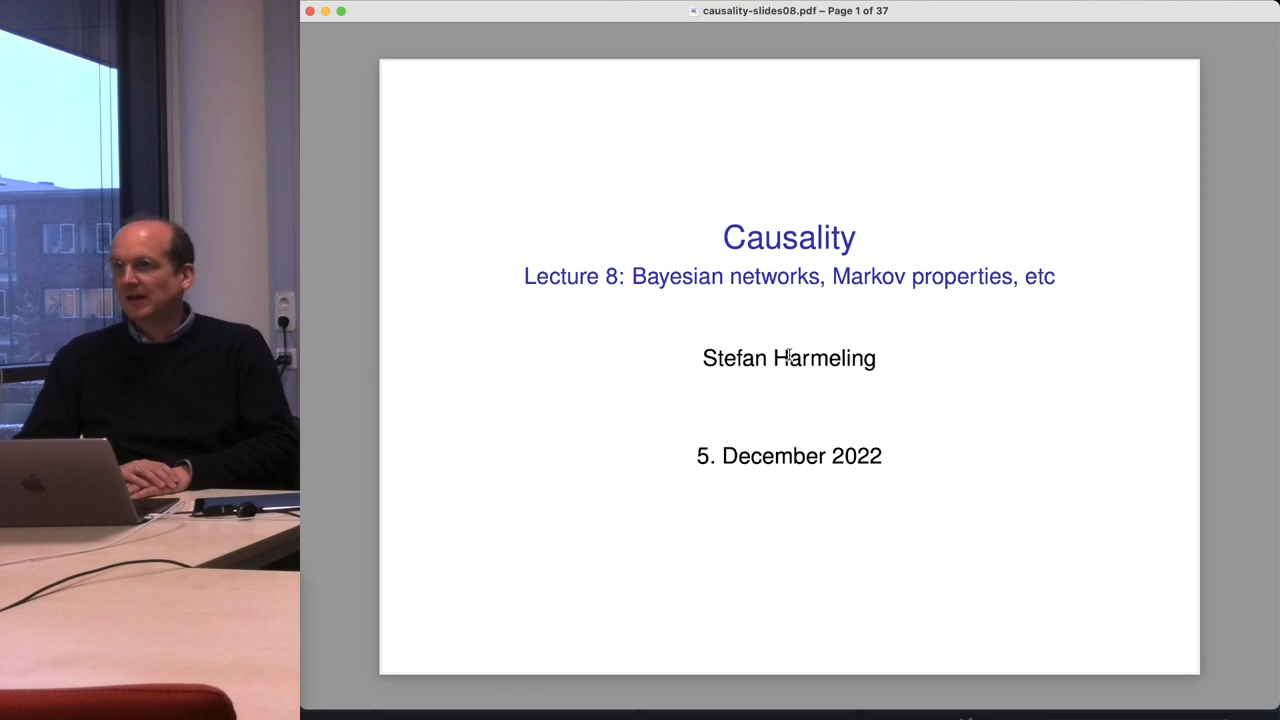 causality-slides08.pdf – Page 1 of 37
Causality
Lecture 8: Bayesian networks, Markov properties, etc
Stefan Harmeling
5. December 2022